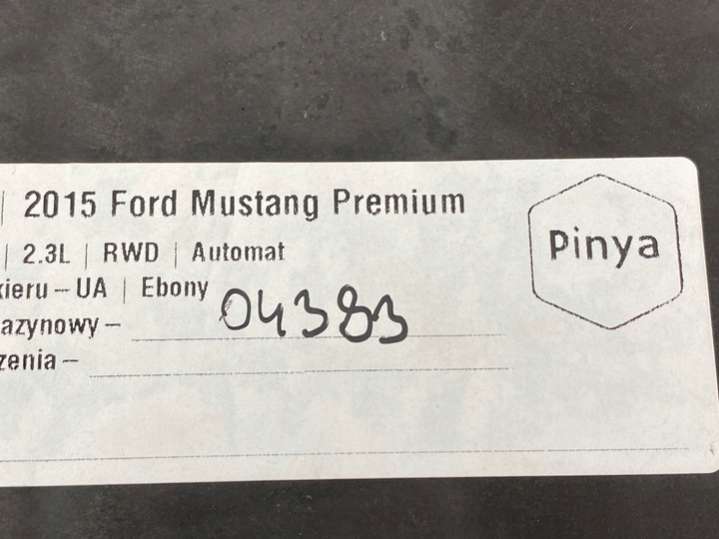 | 2015 Ford Mustang Premium
| 2.3L | RWD | Automat
kieru – UA | Ebony
azynowy – 04383
zenia –
Pinya